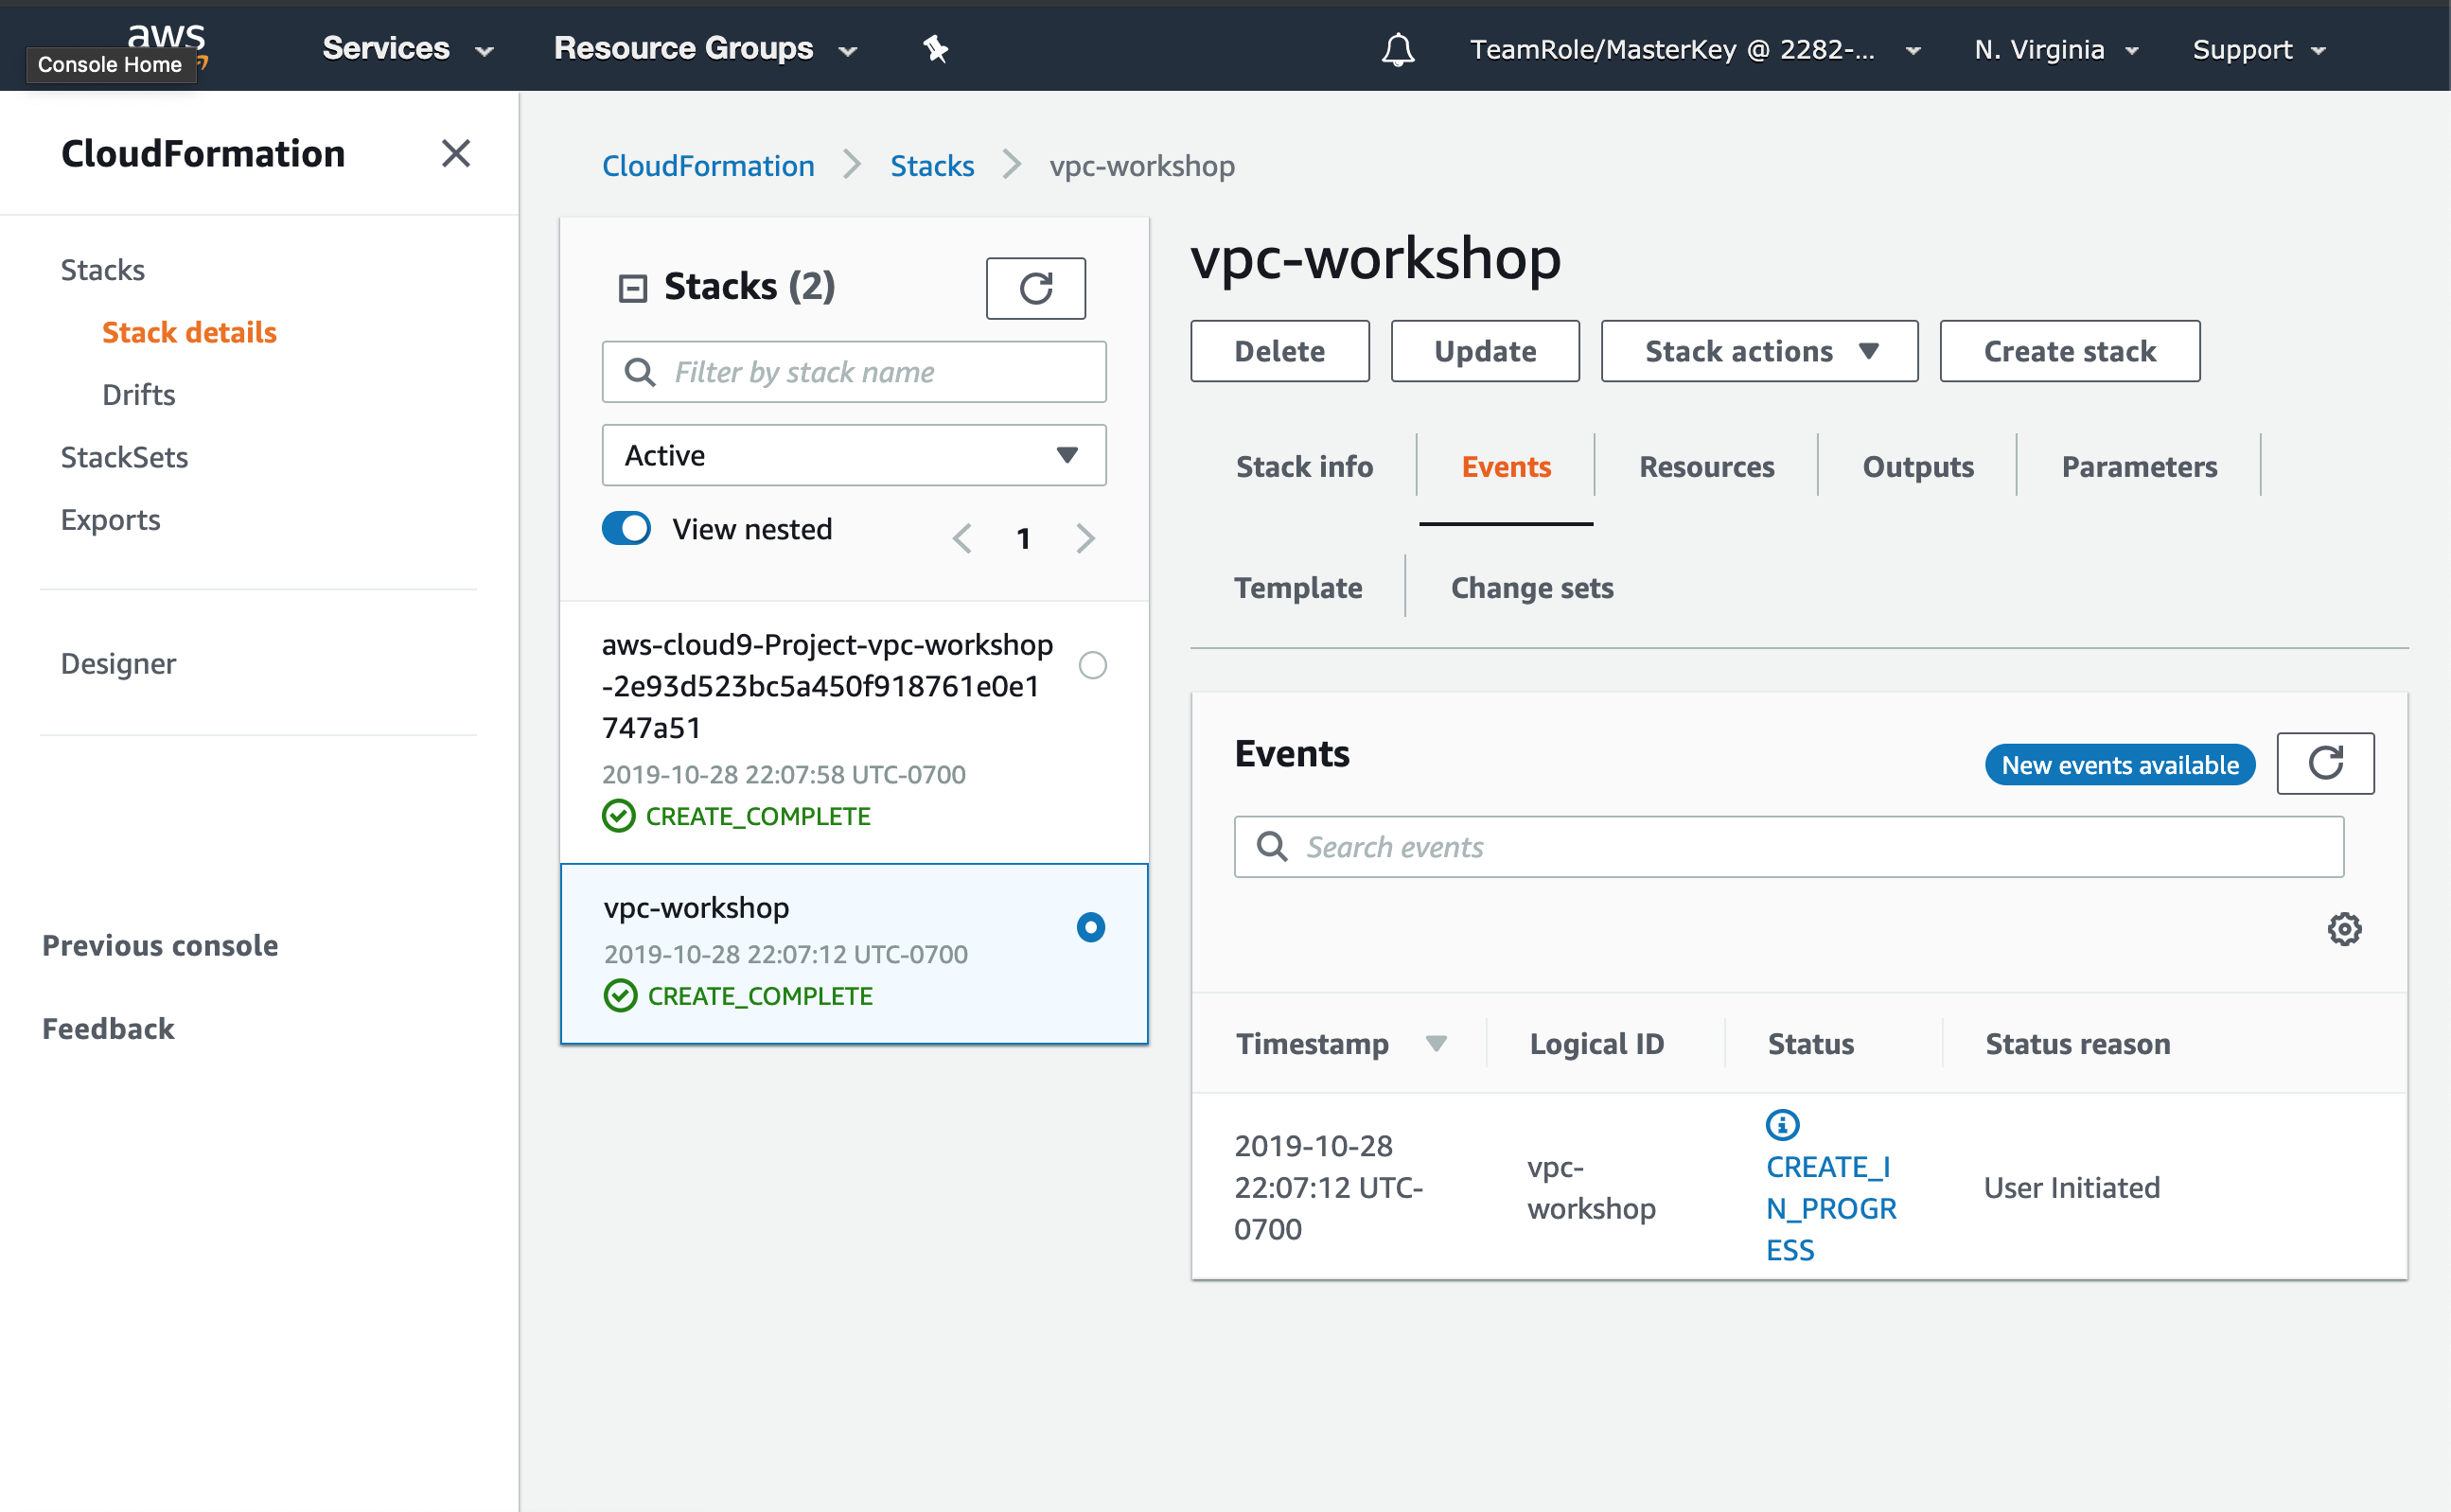 aws
Console Home
Services
Resource Groups
TeamRole/MasterKey @ 2282-...
N. Virginia
Support
CloudFormation
Stacks
Stack details
Drifts
StackSets
Exports
Designer
Previous console
Feedback
CloudFormation
Stacks
vpc-workshop
Stacks (2)
Filter by stack name
Active
View nested
1
aws-cloud9-Project-vpc-workshop
-2e93d523bc5a450f918761e0e1
747a51
2019-10-28 22:07:58 UTC-0700
CREATE_COMPLETE
vpc-workshop
2019-10-28 22:07:12 UTC-0700
CREATE_COMPLETE
vpc-workshop
Delete
Update
Stack actions
Create stack
Stack info
Events
Resources
Outputs
Parameters
Template
Change sets
Events
New events available
Search events
Timestamp
Logical ID
Status
Status reason
2019-10-28
22:07:12 UTC-
0700
vpc-
workshop
CREATE_I
N_PROGR
ESS
User Initiated